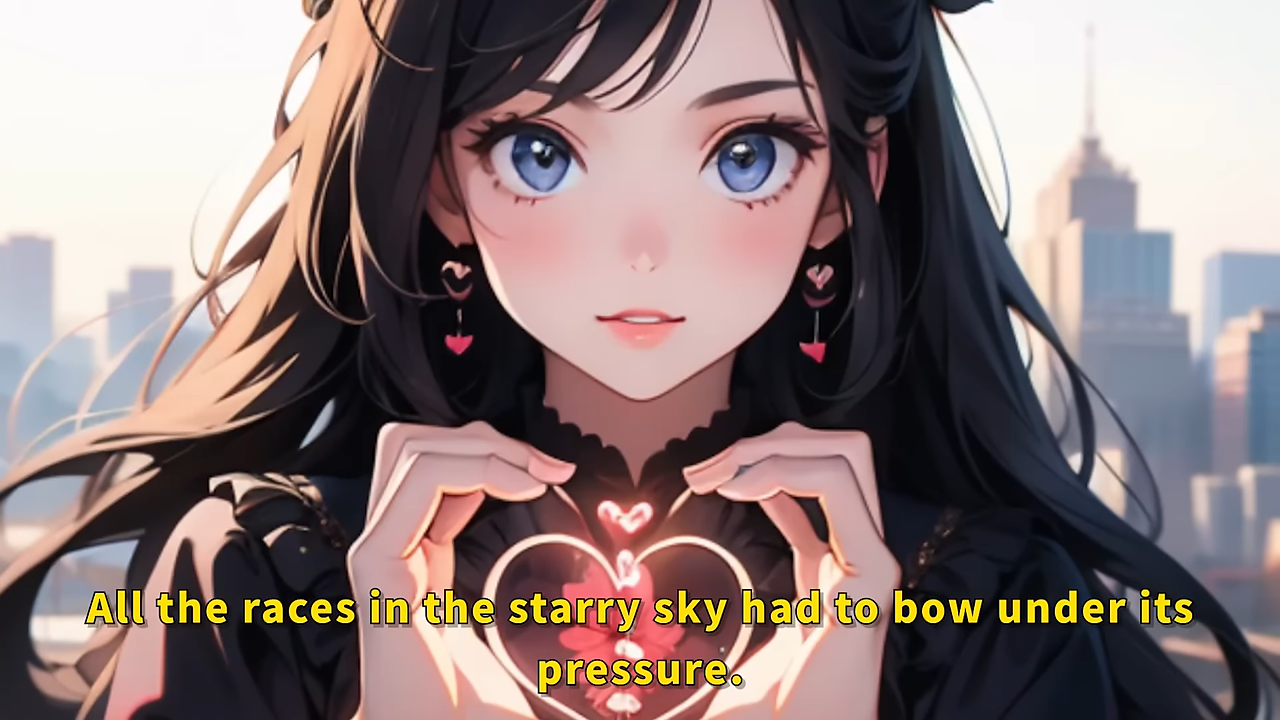 All the races in the starry sky had to bow under its
pressure.